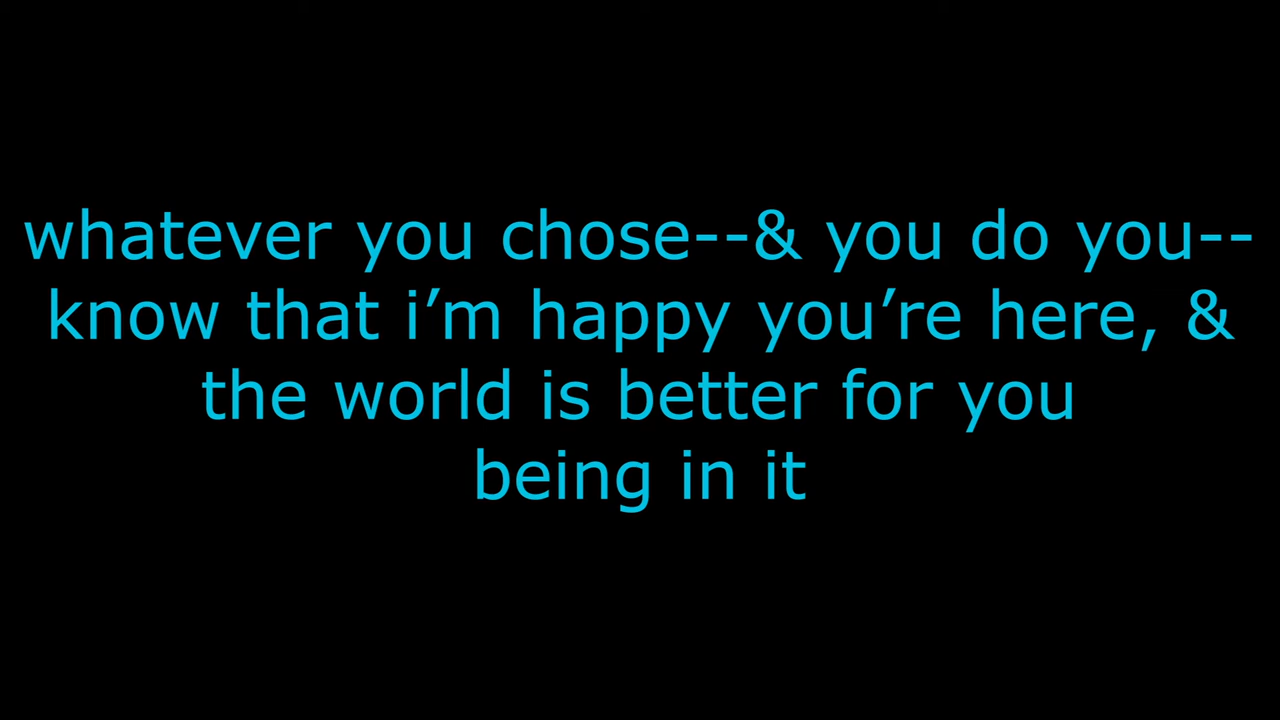 whatever you chose--& you do you--
know that i’m happy you’re here, &
the world is better for you
being in it